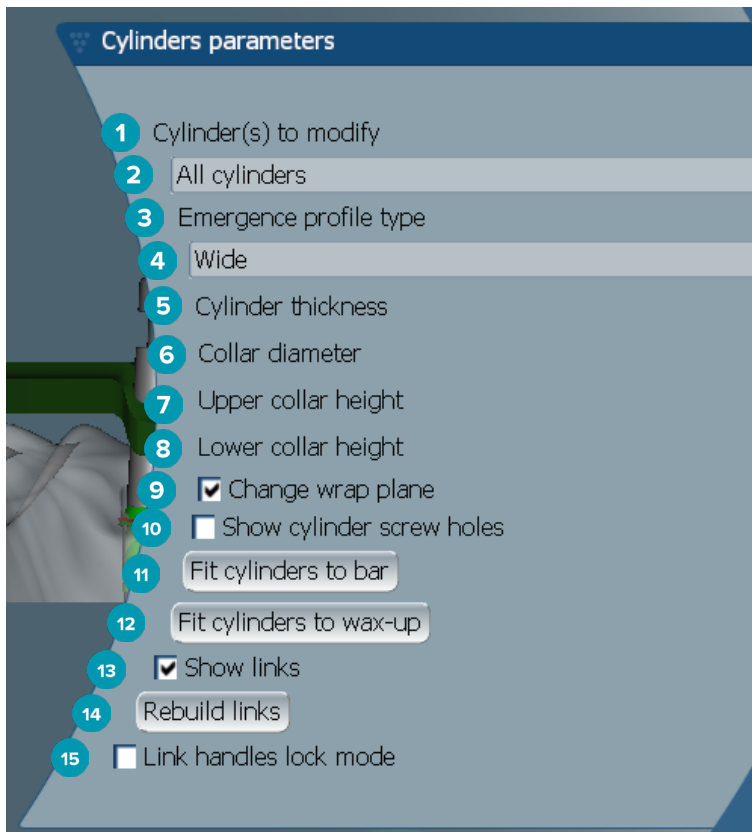 Cylinders parameters
1 Cylinder(s) to modify
2 All cylinders
3 Emergence profile type
4 Wide
5 Cylinder thickness
6 Collar diameter
7 Upper collar height
8 Lower collar height
9 Change wrap plane
10 Show cylinder screw holes
11 Fit cylinders to bar
12 Fit cylinders to wax-up
13 Show links
14 Rebuild links
15 Link handles lock mode